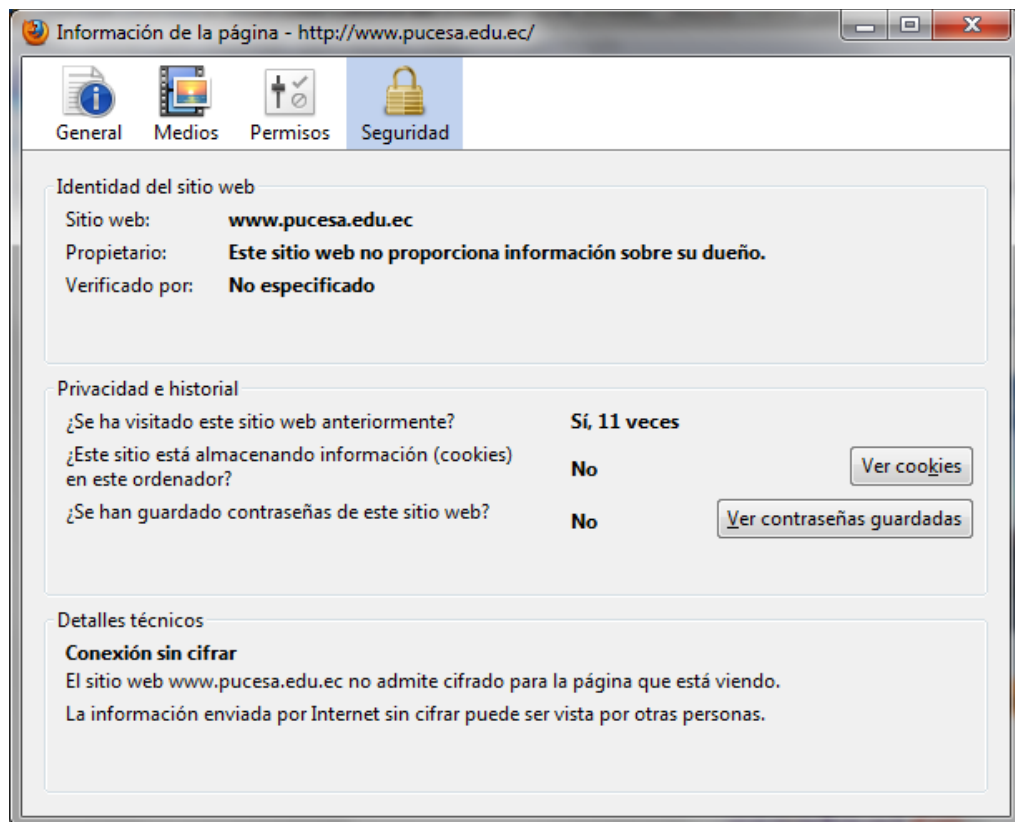 Información de la página - http://www.pucesa.edu.ec/
General Medios Permisos Seguridad
Identidad del sitio web
Sitio web: www.pucesa.edu.ec
Propietario: Este sitio web no proporciona información sobre su dueño.
Verificado por: No especificado
Privacidad e historial
¿Se ha visitado este sitio web anteriormente? Sí, 11 veces
¿Este sitio está almacenando información (cookies)
en este ordenador? No Ver cookies
¿Se han guardado contraseñas de este sitio web? No Ver contraseñas guardadas
Detalles técnicos
Conexión sin cifrar
El sitio web www.pucesa.edu.ec no admite cifrado para la página que está viendo.
La información enviada por Internet sin cifrar puede ser vista por otras personas.